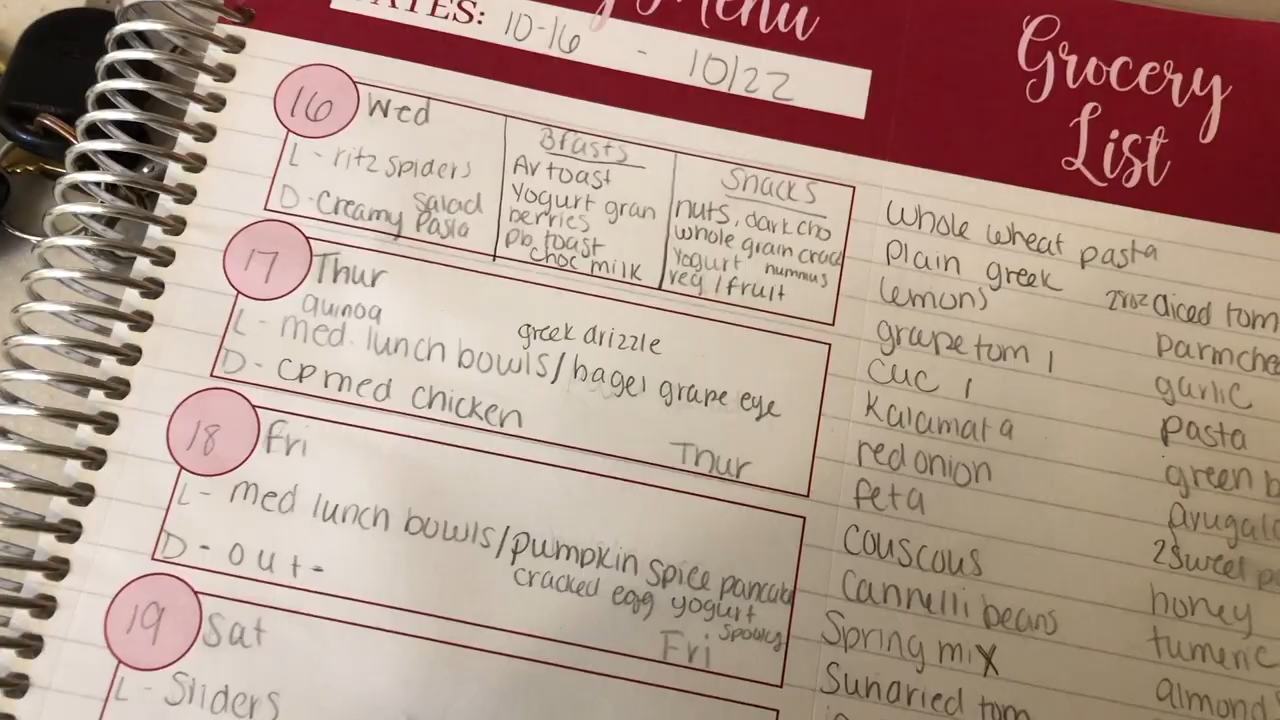 Menu
DATES: 10-16 - 10/22
Grocery
List
16 Wed
L - ritz spiders
D - Creamy Pasta
Salad
Bfasts
Av toast
Yogurt gran
berries
pb toast
choc milk
Snacks
nuts, dark cho
whole grain crac
Yogurt hummus
veg / fruit
17 Thur
quinoa
greek drizzle
L - med. lunch bowls / bagel grape eye
D - CP med chicken
Thur
18 Fri
L - med lunch bowls / pumpkin spice pancake
cracked egg yogurt
D - out -
Spooky
Fri
19 Sat
L - Sliders
whole wheat pasta
Plain greek
lemons
grape tom 1
cuc 1
Kalamata
red onion
feta
couscous
Cannelli beans
Spring mix
Sundried tom
diced tom
parmche
garlic
pasta
green b
arugal
2 sweet p
honey
tumeric
almond